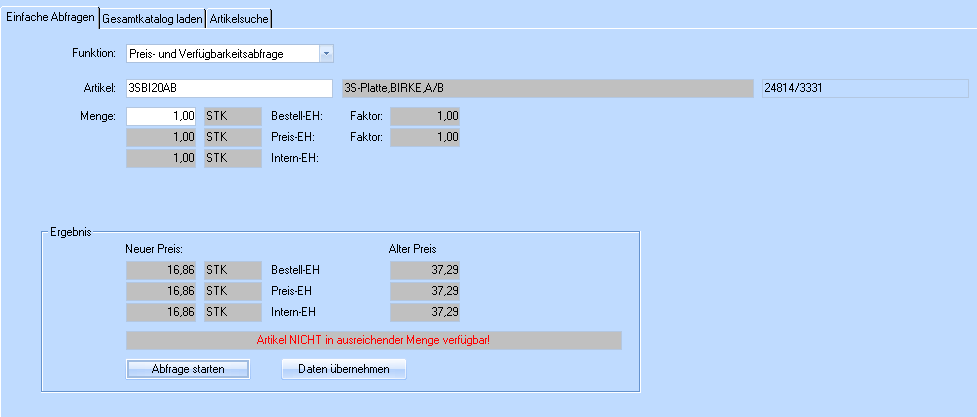 Einfache Abfragen Gesamtkatalog laden Artikelsuche
Funktion: Preis- und Verfügbarkeitsabfrage
Artikel: 3SBI20AB 3S-Platte,BIRKE,A/B 24814/3331
Menge: 1,00 STK Bestell-EH: Faktor: 1,00
1,00 STK Preis-EH: Faktor: 1,00
1,00 STK Intern-EH:
Ergebnis
Neuer Preis: Alter Preis
16,86 STK Bestell-EH 37,29
16,86 STK Preis-EH 37,29
16,86 STK Intern-EH 37,29
Artikel NICHT in ausreichender Menge verfügbar!
Abfrage starten Daten übernehmen